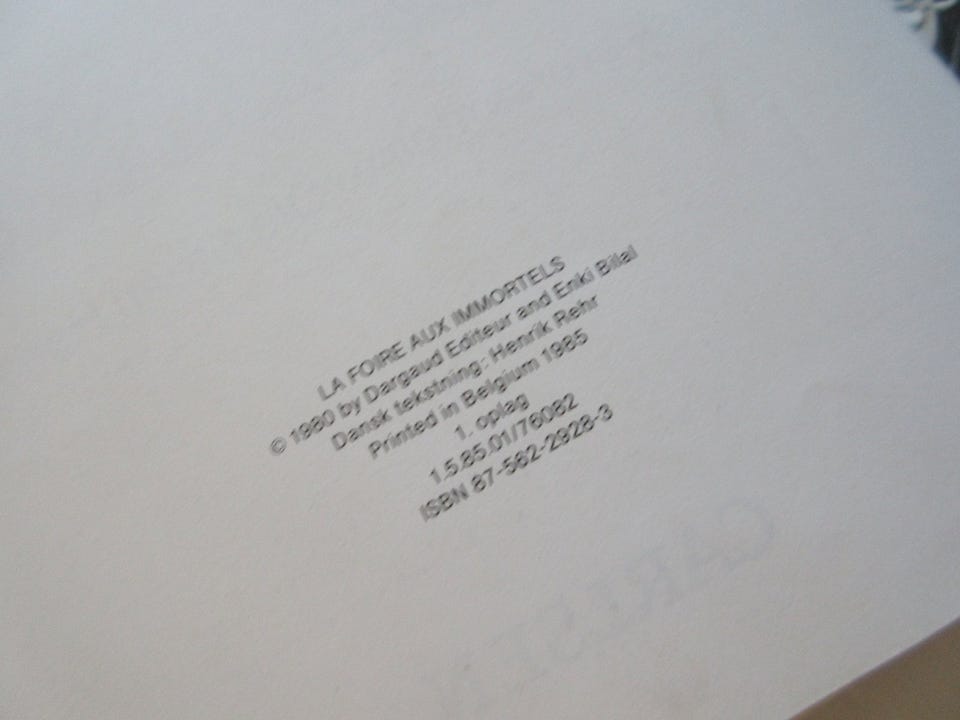 LA FOIRE AUX IMMORTELS
© 1980 by Dargaud Editeur and Enki Bilal
Dansk tekstning: Henrik Rehr
Printed in Belgium 1985
1. oplag
1.5.85.01/76082
ISBN 87-562-2928-3